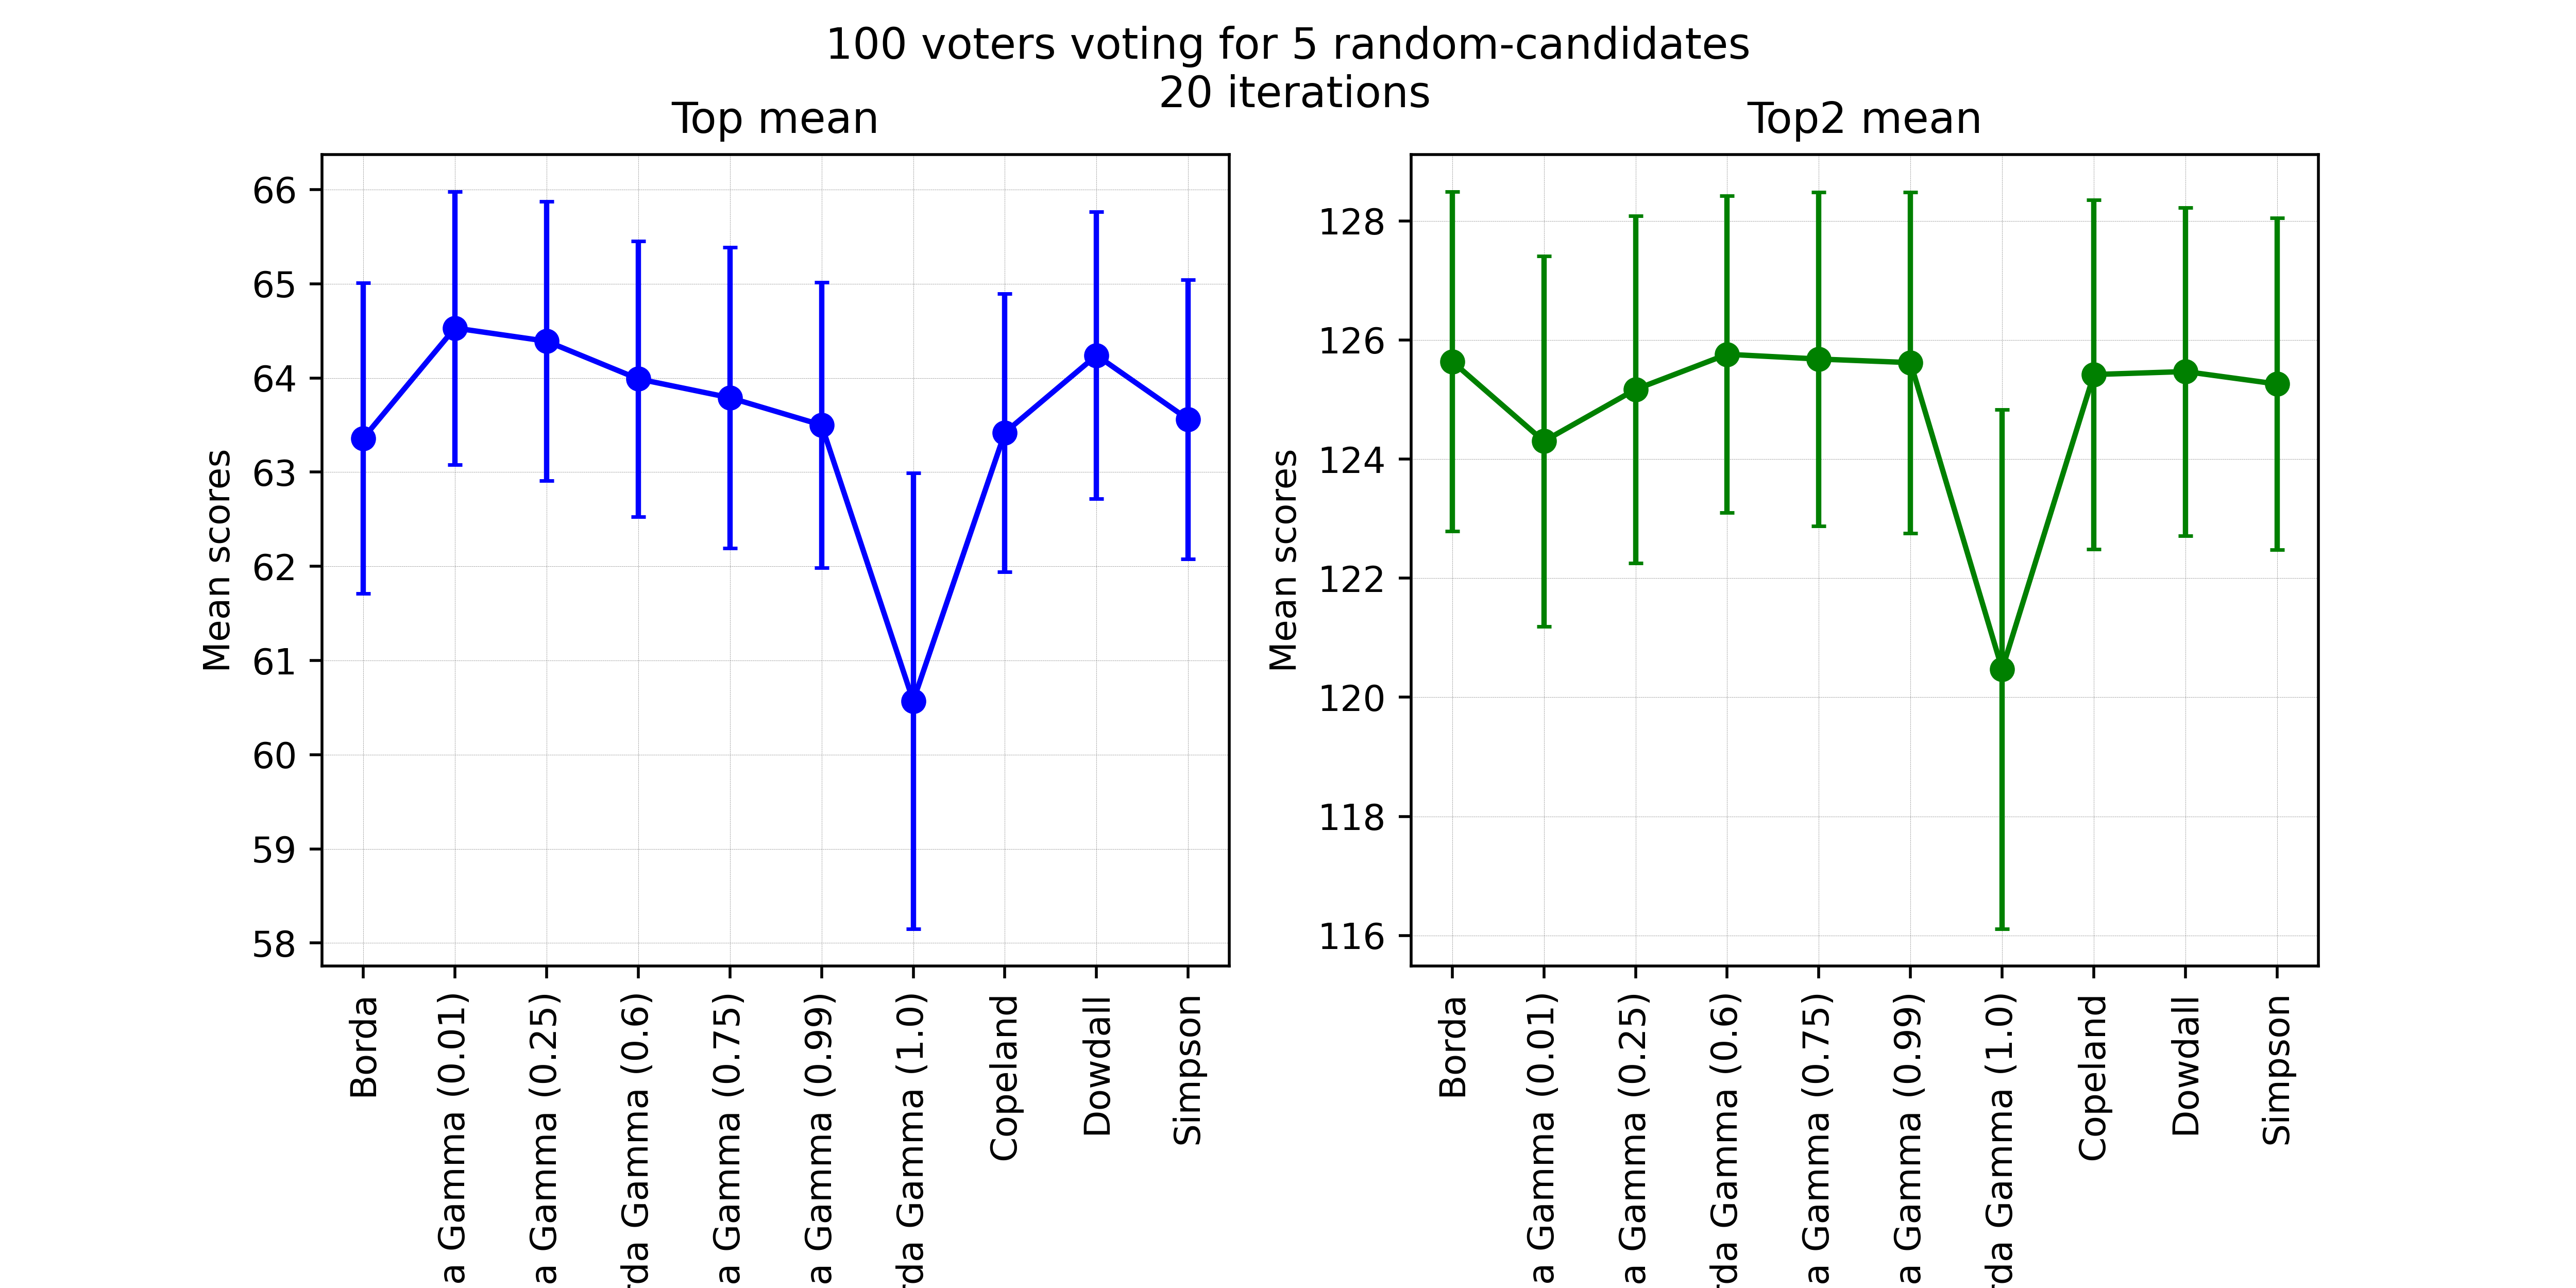 100 voters voting for 5 random-candidates
20 iterations
Top mean
Mean scores
66
65
64
63
62
61
60
59
58
Borda
a Gamma (0.01)
a Gamma (0.25)
rda Gamma (0.6)
a Gamma (0.75)
a Gamma (0.99)
rda Gamma (1.0)
Copeland
Dowdall
Simpson
Top2 mean
Mean scores
128
126
124
122
120
118
116
Borda
a Gamma (0.01)
a Gamma (0.25)
rda Gamma (0.6)
a Gamma (0.75)
a Gamma (0.99)
rda Gamma (1.0)
Copeland
Dowdall
Simpson